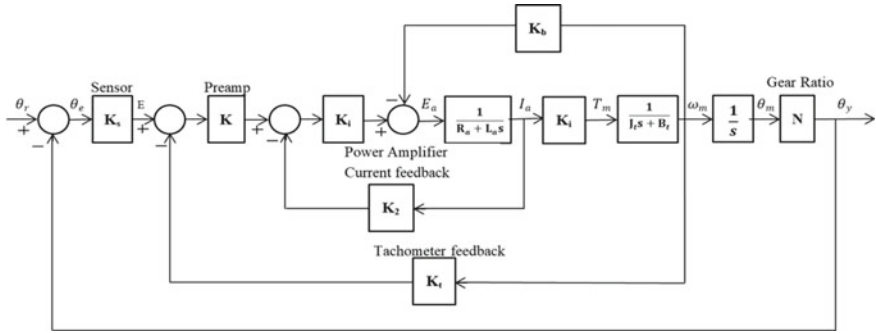 K_b
Sensor
Preamp
Gear Ratio
θ_r
θ_e
E
E_a
I_a
T_m
ω_m
θ_m
θ_y
K_s
K
K_i
1
R_a + L_a s
K_i
1
J_t s + B_t
1
s
N
+
−
+
−
+
−
+
−
Power Amplifier
Current feedback
K_2
Tachometer feedback
K_t